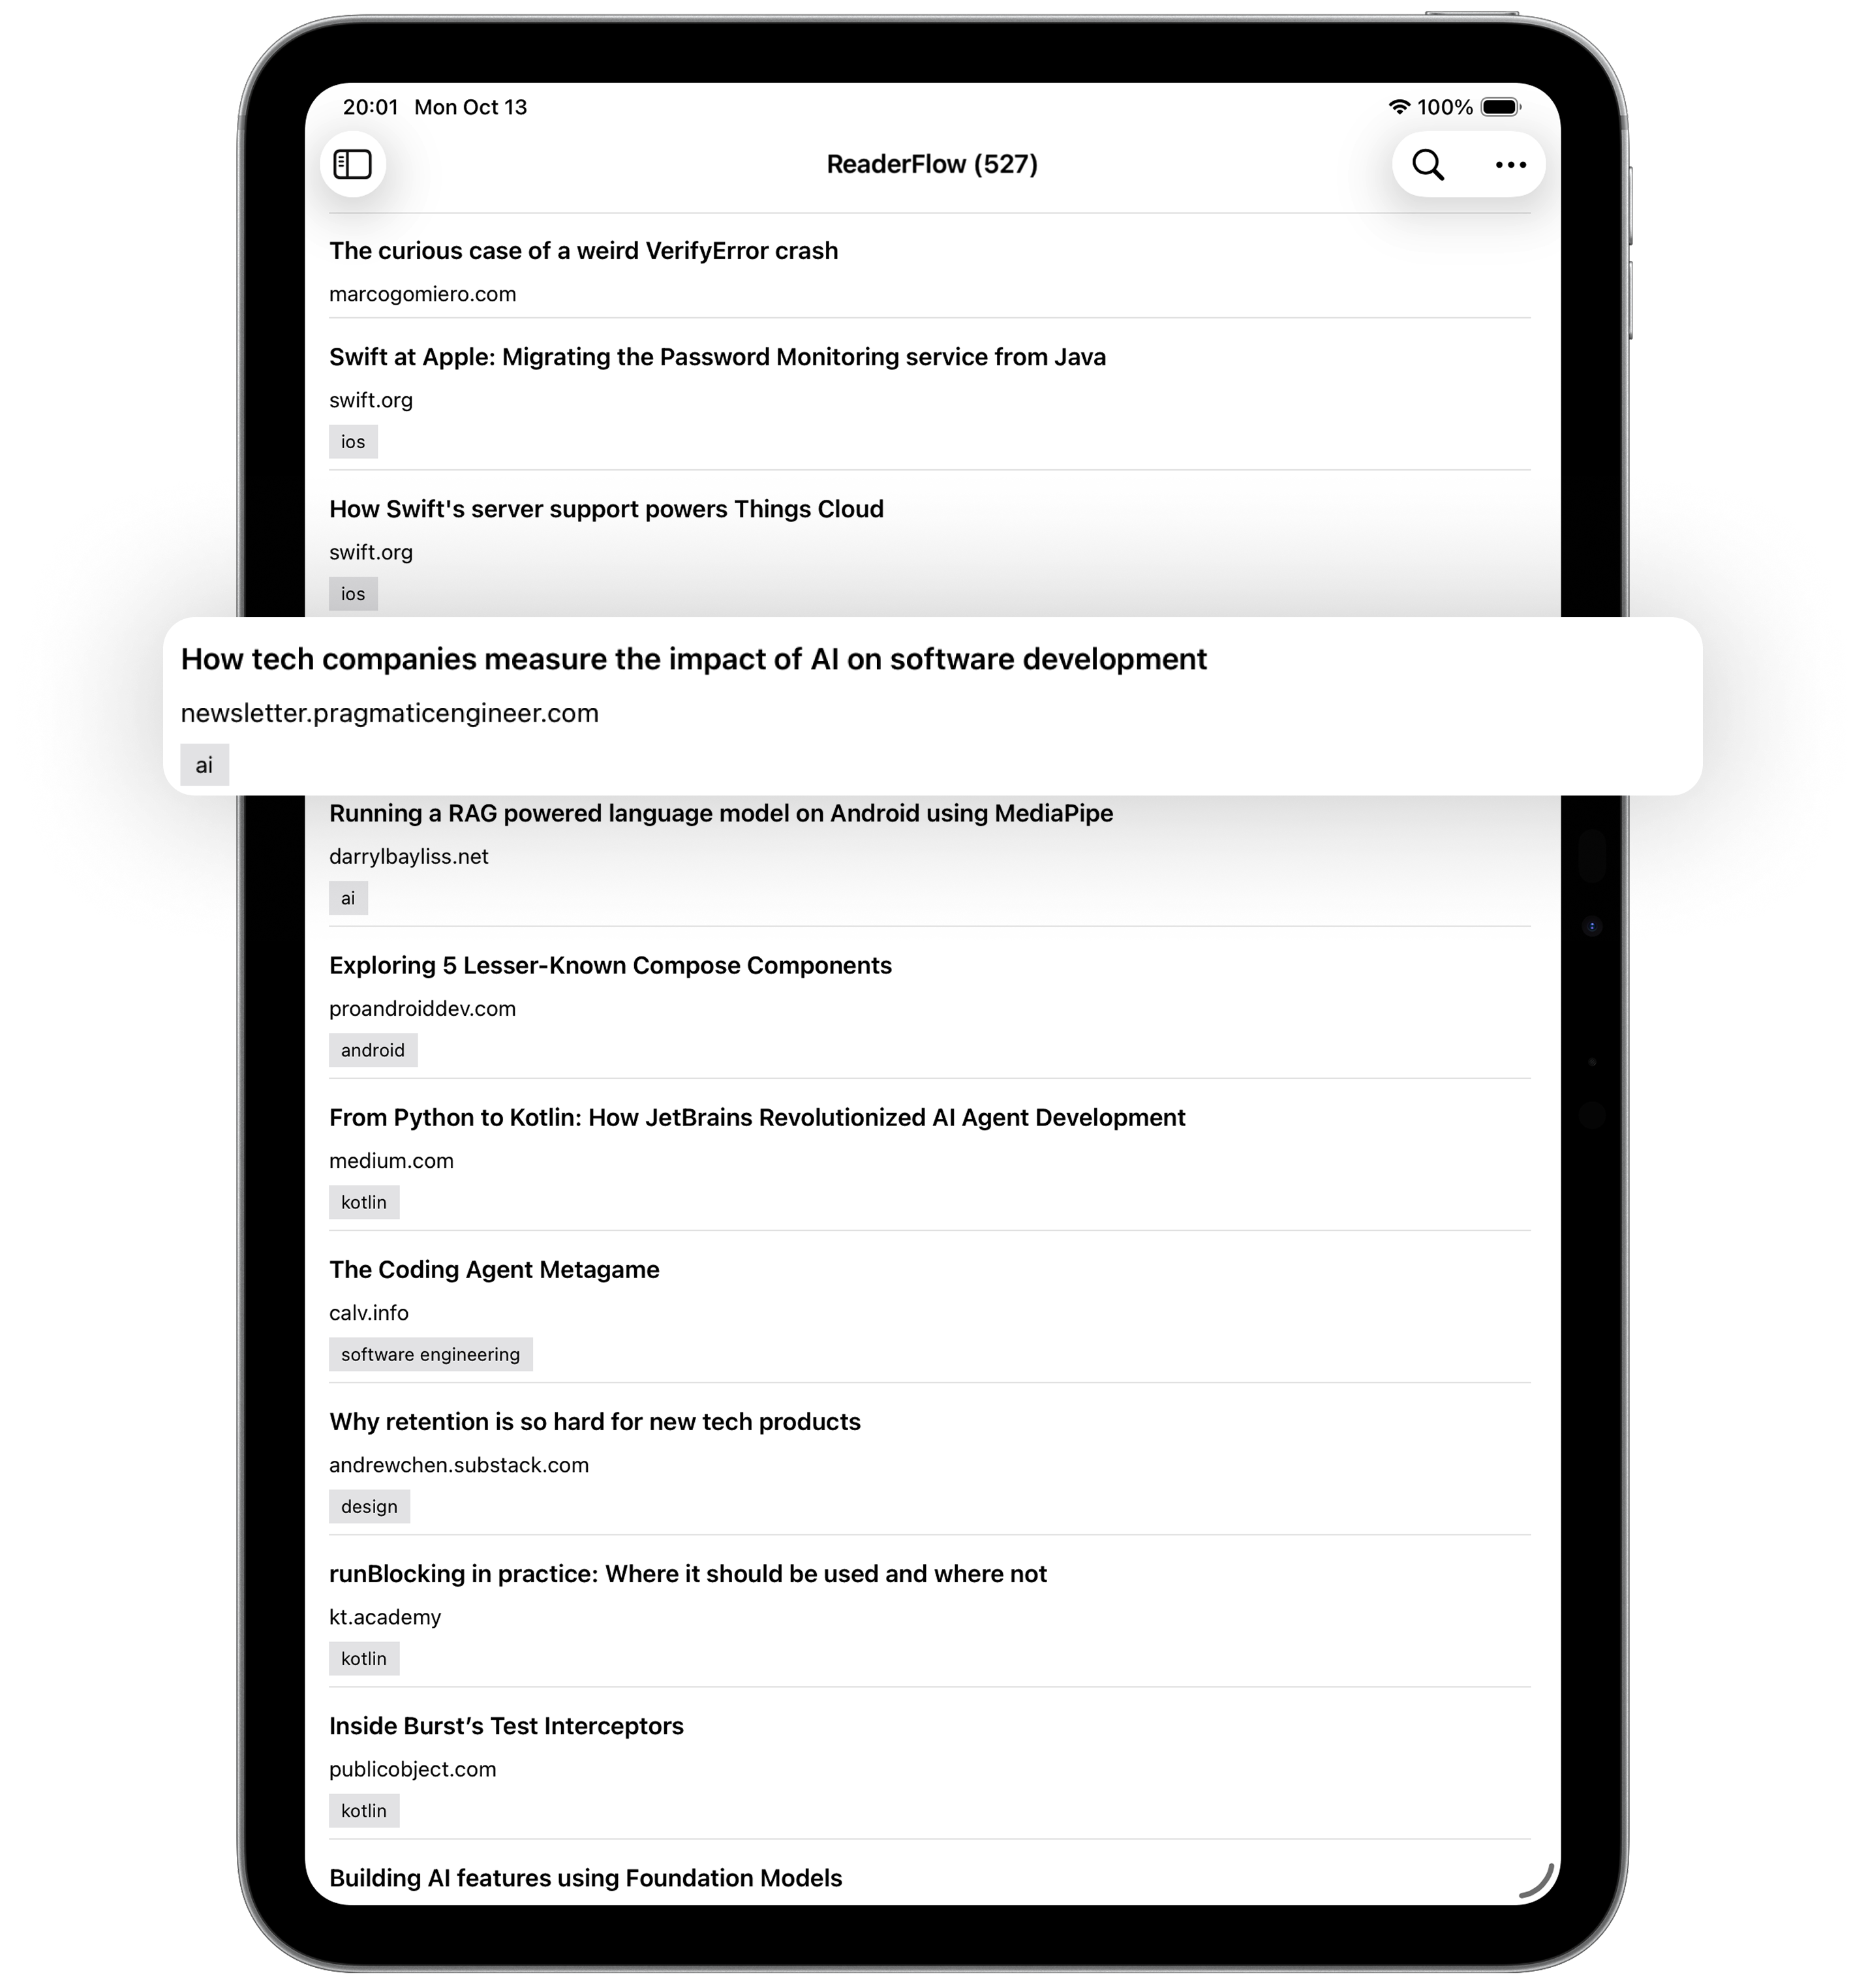 20:01 Mon Oct 13 100%
ReaderFlow (527)
The curious case of a weird VerifyError crash
marcogomiero.com
Swift at Apple: Migrating the Password Monitoring service from Java
swift.org
ios
How Swift's server support powers Things Cloud
swift.org
ios
How tech companies measure the impact of AI on software development
newsletter.pragmaticengineer.com
ai
Running a RAG powered language model on Android using MediaPipe
darrylbayliss.net
ai
Exploring 5 Lesser-Known Compose Components
proandroiddev.com
android
From Python to Kotlin: How JetBrains Revolutionized AI Agent Development
medium.com
kotlin
The Coding Agent Metagame
calv.info
software engineering
Why retention is so hard for new tech products
andrewchen.substack.com
design
runBlocking in practice: Where it should be used and where not
kt.academy
kotlin
Inside Burst’s Test Interceptors
publicobject.com
kotlin
Building AI features using Foundation Models